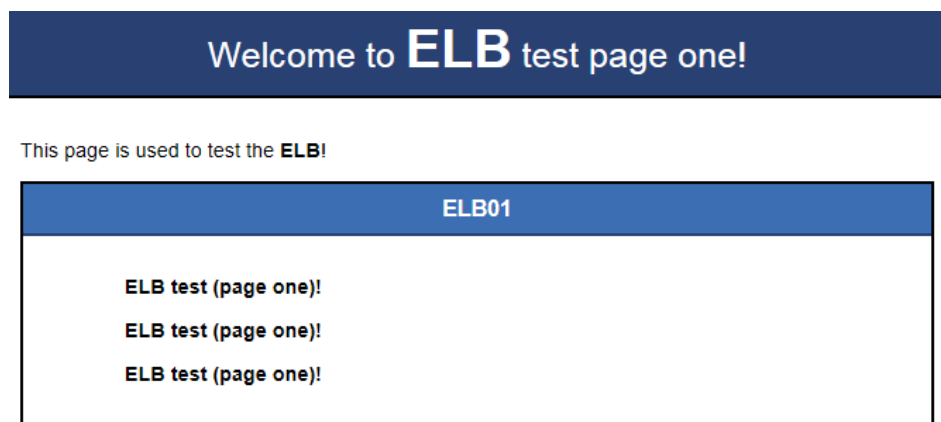 Welcome to ELB test page one!
This page is used to test the ELB!
ELB01
ELB test (page one)!
ELB test (page one)!
ELB test (page one)!